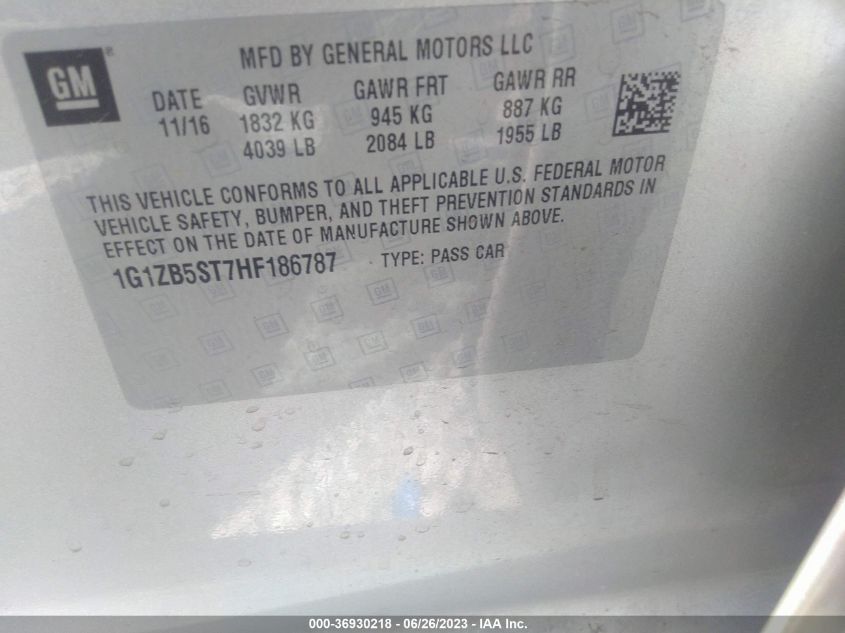 GM®
MFD BY GENERAL MOTORS LLC
DATE GVWR GAWR FRT GAWR RR
11/16 1832 KG 945 KG 887 KG
4039 LB 2084 LB 1955 LB
THIS VEHICLE CONFORMS TO ALL APPLICABLE U.S. FEDERAL MOTOR
VEHICLE SAFETY, BUMPER, AND THEFT PREVENTION STANDARDS IN
EFFECT ON THE DATE OF MANUFACTURE SHOWN ABOVE.
1G1ZB5ST7HF186787 TYPE: PASS CAR
000-36930218 - 06/26/2023 - IAA Inc.